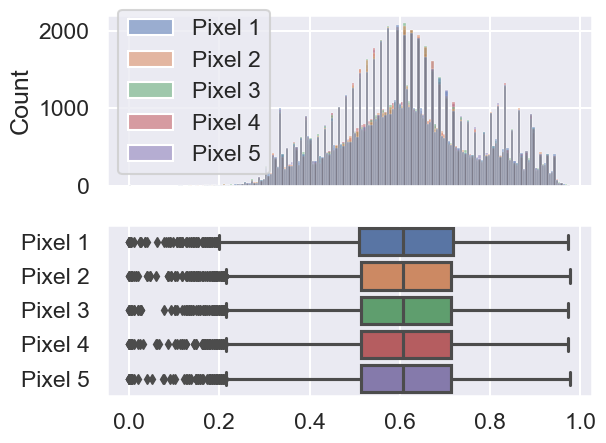 2000
1000
0
Count
Pixel 1
Pixel 2
Pixel 3
Pixel 4
Pixel 5
Pixel 1
Pixel 2
Pixel 3
Pixel 4
Pixel 5
0.0 0.2 0.4 0.6 0.8 1.0